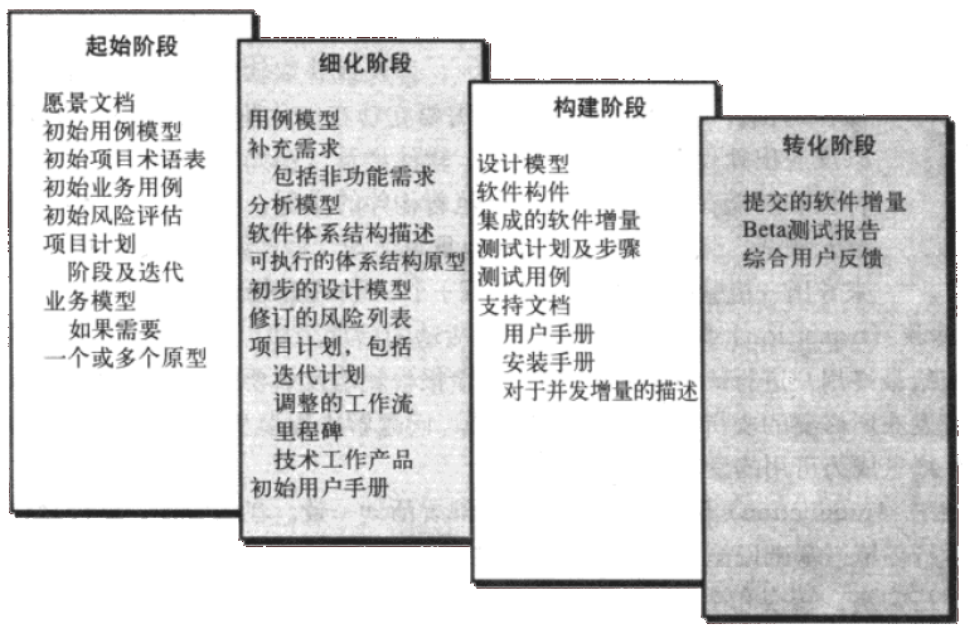 起始阶段
愿景文档
初始用例模型
初始项目术语表
初始业务用例
初始风险评估
项目计划
阶段及迭代
业务模型
如果需要
一个或多个原型
细化阶段
用例模型
补充需求
包括非功能需求
分析模型
软件体系结构描述
可执行的体系结构原型
初步的设计模型
修订的风险列表
项目计划，包括
迭代计划
调整的工作流
里程碑
技术工作产品
初始用户手册
构建阶段
设计模型
软件构件
集成的软件增量
测试计划及步骤
测试用例
支持文档
用户手册
安装手册
对于并发增量的描述
转化阶段
提交的软件增量
Beta测试报告
综合用户反馈